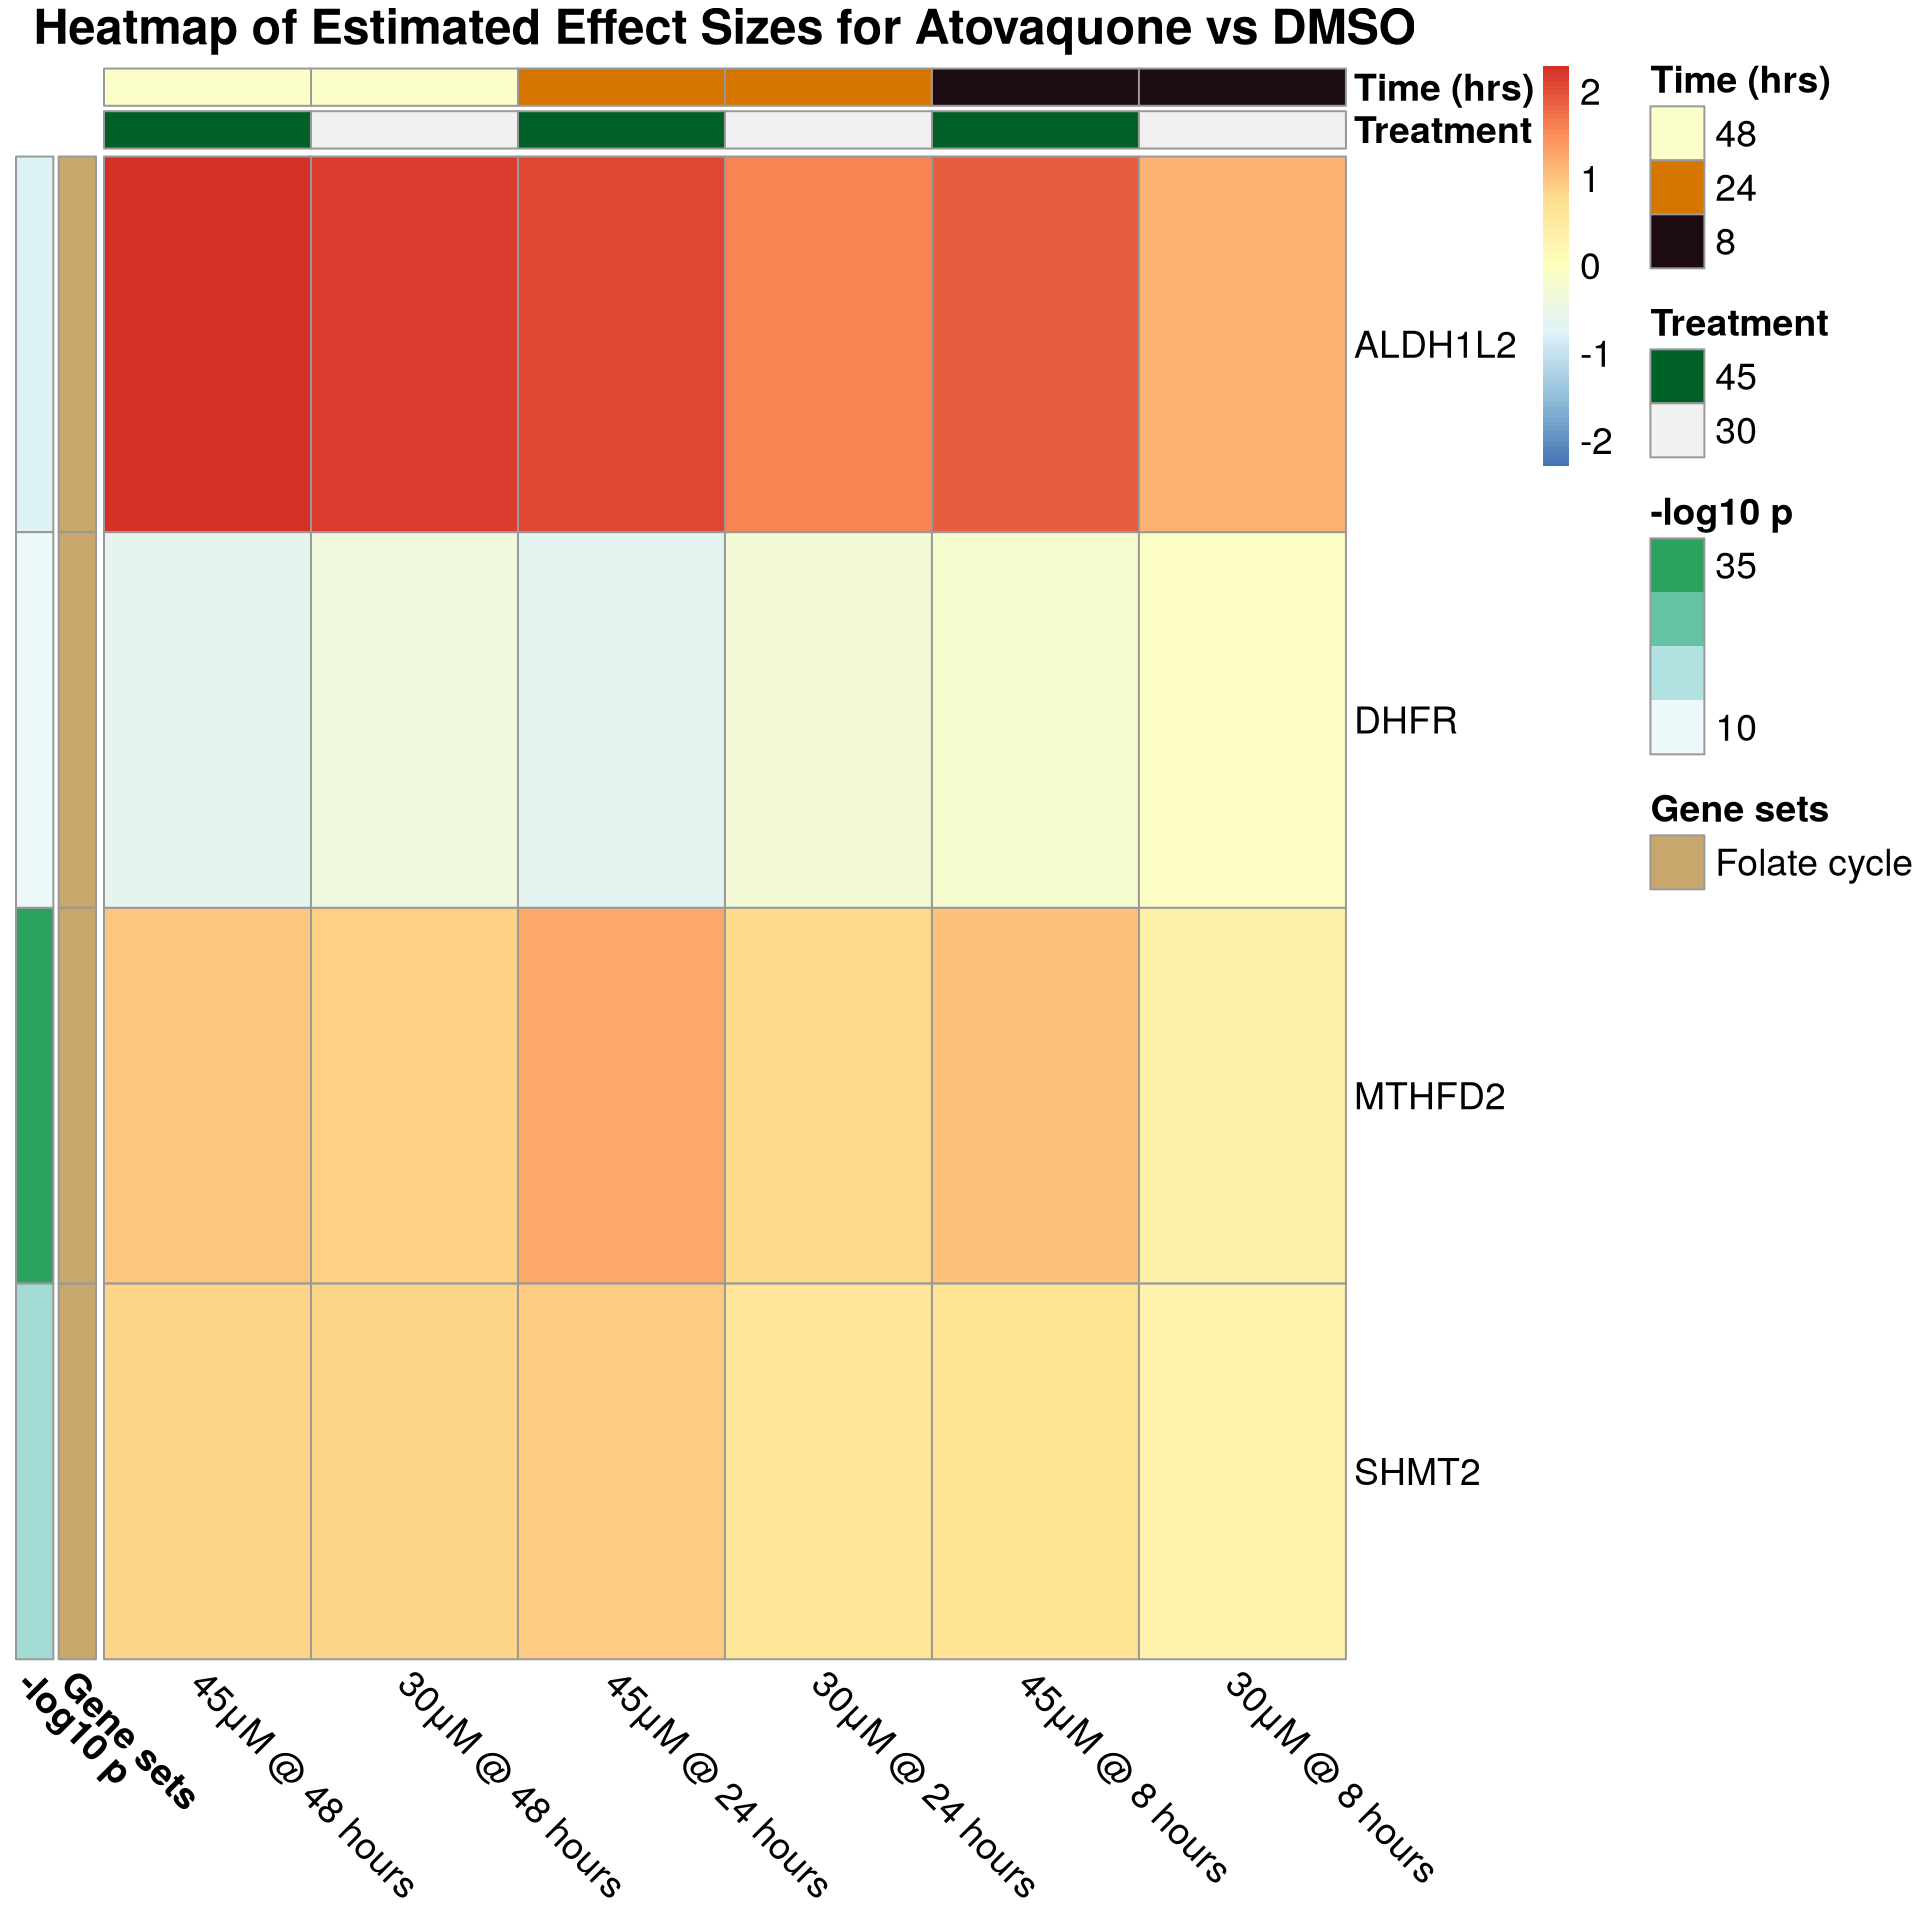 Heatmap of Estimated Effect Sizes for Atovaquone vs DMSO
Time (hrs)
Treatment
2
1
0
-1
-2
Time (hrs)
48
24
8
Treatment
45
30
-log10 p
35
10
Gene sets
Folate cycle
ALDH1L2
DHFR
MTHFD2
SHMT2
-log10 p
Gene sets
45µM @ 48 hours
30µM @ 48 hours
45µM @ 24 hours
30µM @ 24 hours
45µM @ 8 hours
30µM @ 8 hours